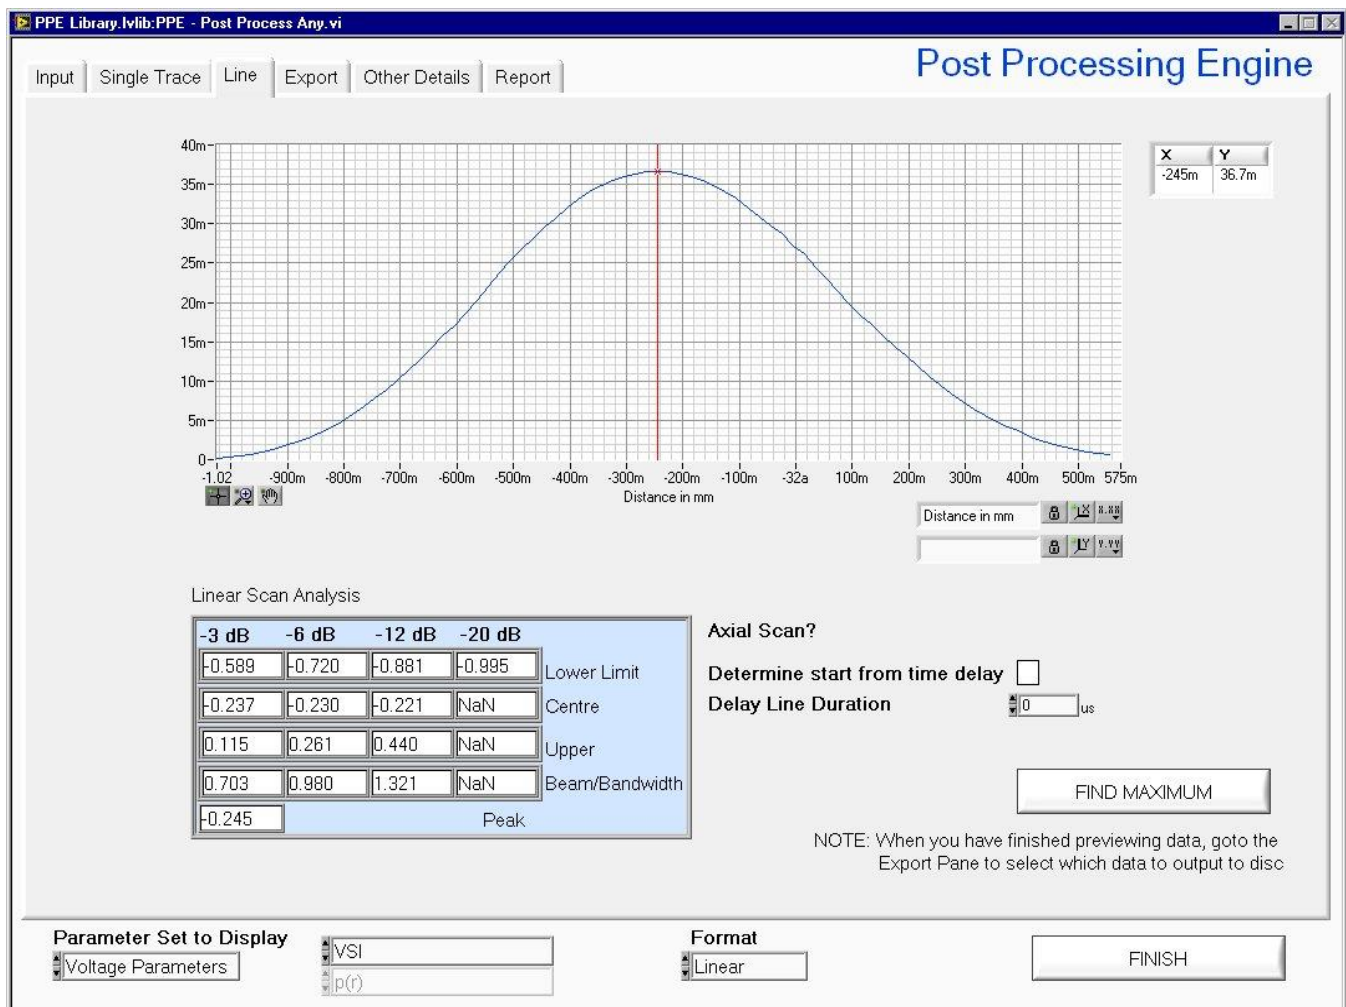 PPE Library.lvlib:PPE - Post Process Any.vi
Post Processing Engine
Input Single Trace Line Export Other Details Report
X Y
-245m 36.7m
40m
35m
30m
25m
20m
15m
10m
5m
0
-1.02 -900m -800m -700m -600m -500m -400m -300m -200m -100m -32a 100m 200m 300m 400m 500m 575m
Distance in mm
Distance in mm
Linear Scan Analysis
-3 dB -6 dB -12 dB -20 dB
-0.589 -0.720 -0.881 -0.995 Lower Limit
-0.237 -0.230 -0.221 NaN Centre
0.115 0.261 0.440 NaN Upper
0.703 0.980 1.321 NaN Beam/Bandwidth
-0.245 Peak
Axial Scan?
Determine start from time delay
Delay Line Duration 0 us
FIND MAXIMUM
NOTE: When you have finished previewing data, goto the
Export Pane to select which data to output to disc
Parameter Set to Display
Voltage Parameters
VSI
p(r)
Format
Linear
FINISH